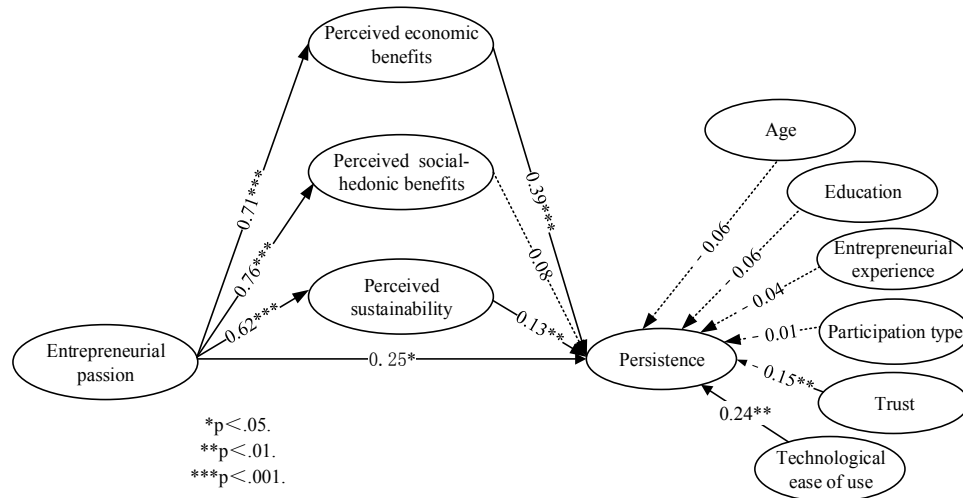 Perceived economic
benefits
Perceived social-
hedonic benefits
Perceived
sustainability
Entrepreneurial
passion
0.71***
0.76***
0.62***
0.25*
0.39***
0.08
0.13**
Persistence
Age
Education
Entrepreneurial
experience
Participation type
Trust
Technological
ease of use
0.06
0.06
0.04
0.01
0.15**
0.24**
*p<.05.
**p<.01.
***p<.001.